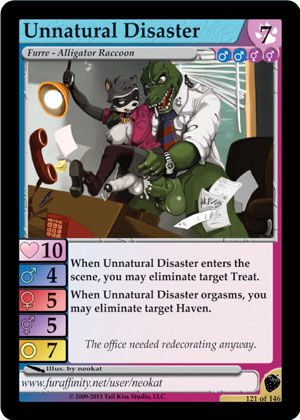 Unnatural Disaster
7
Furre - Alligator Raccoon
10
4
5
5
7
When Unnatural Disaster enters the
scene, you may eliminate target Treat.
When Unnatural Disaster orgasms, you
may eliminate target Haven.
The office needed redecorating anyway.
Illus. by neokat
www.furaffinity.net/user/neokat
© 2009-2013 Tall Kiss Studio, LLC
121 of 146